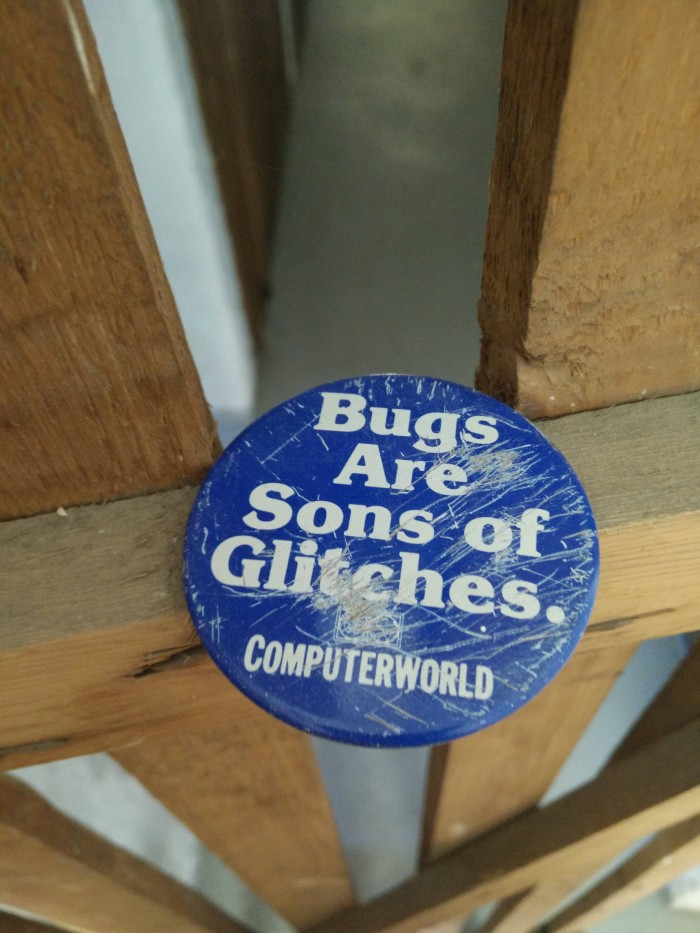 Bugs
Are
Sons of
Glitches.
COMPUTERWORLD